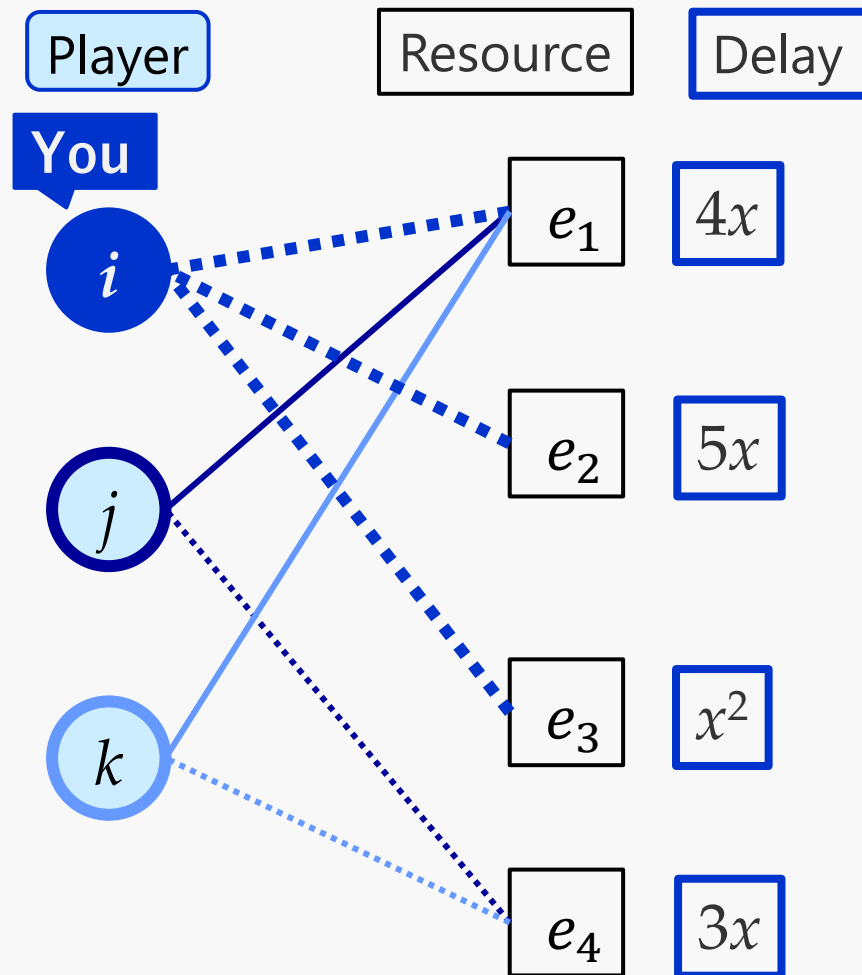 Player Resource Delay
You
i e₁ 4x
e₂ 5x
j
e₃ x²
k
e₄ 3x